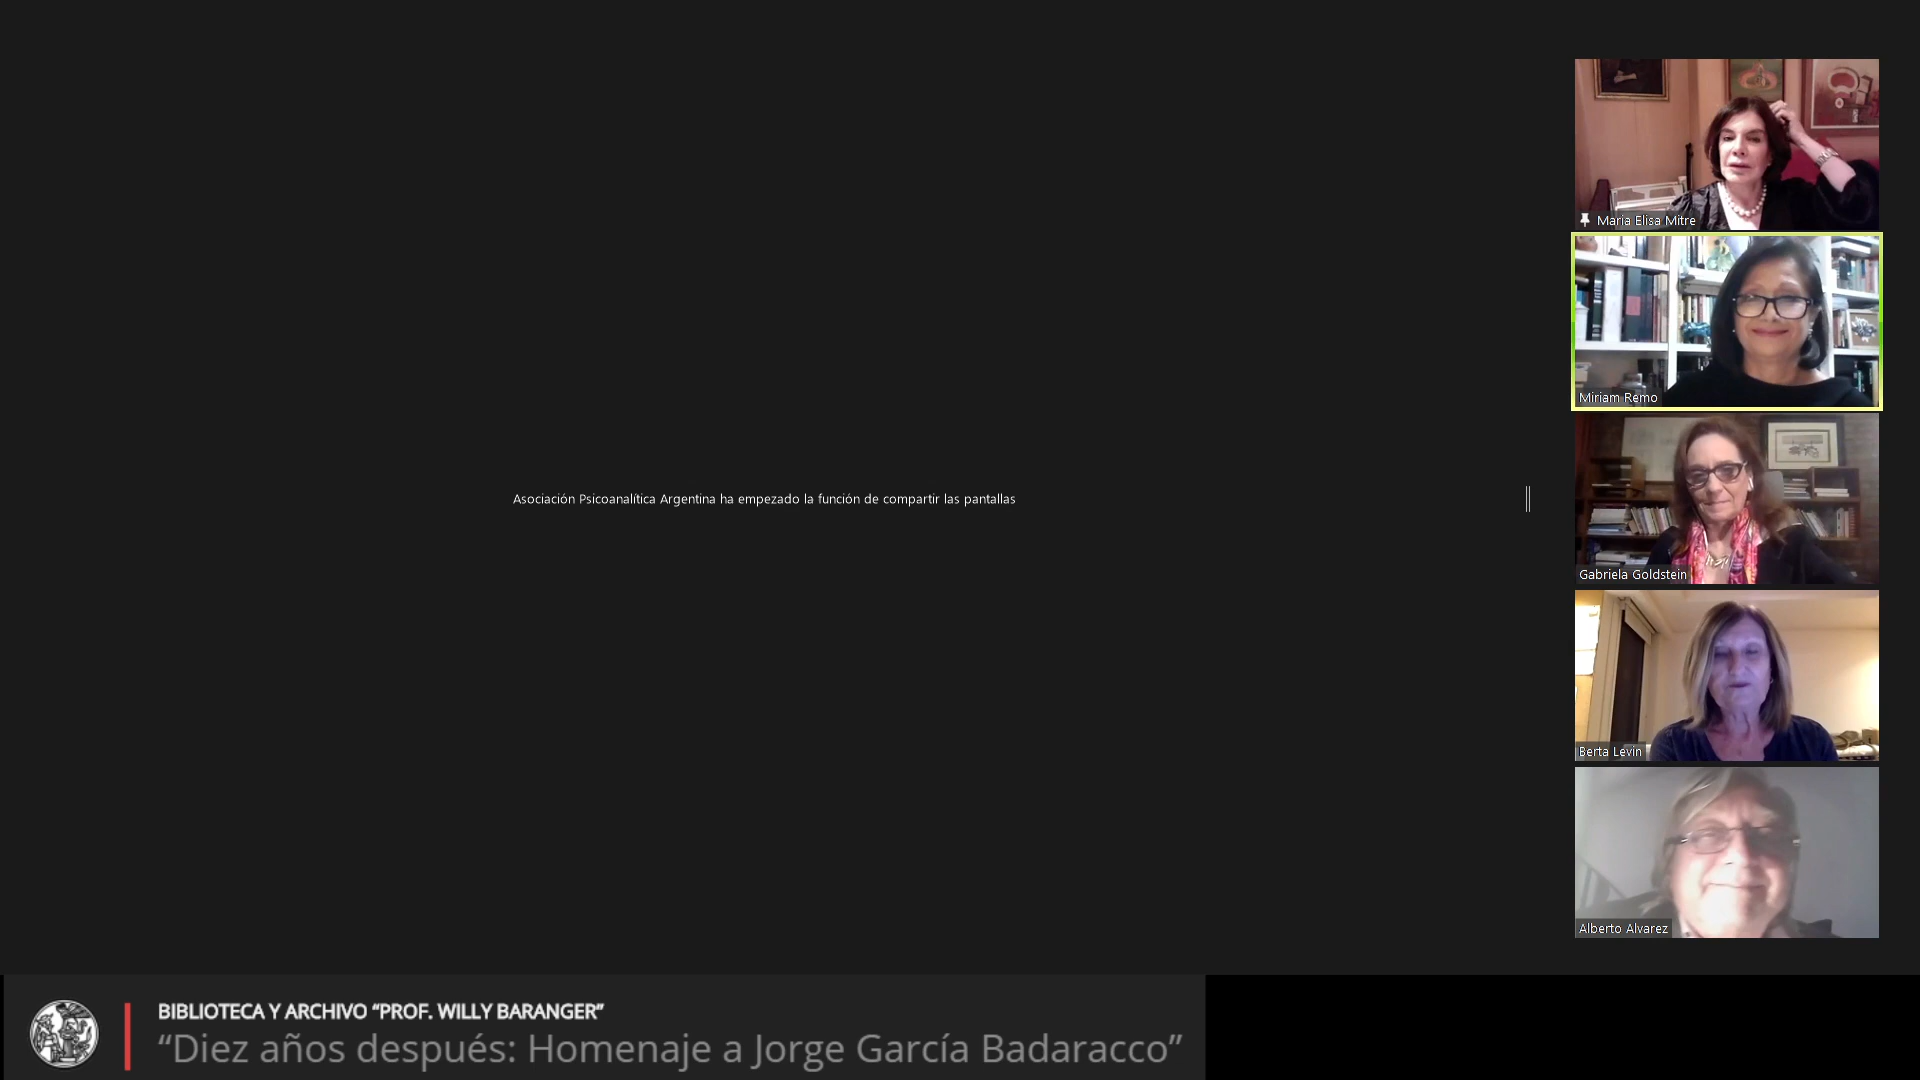 Maria Elisa Mitre
Miriam Remo
Asociación Psicoanalítica Argentina ha empezado la función de compartir las pantallas
Gabriela Goldstein
Berta Levin
Alberto Alvarez
BIBLIOTECA Y ARCHIVO “PROF. WILLY BARANGER”
“Diez años después: Homenaje a Jorge García Badaracco”